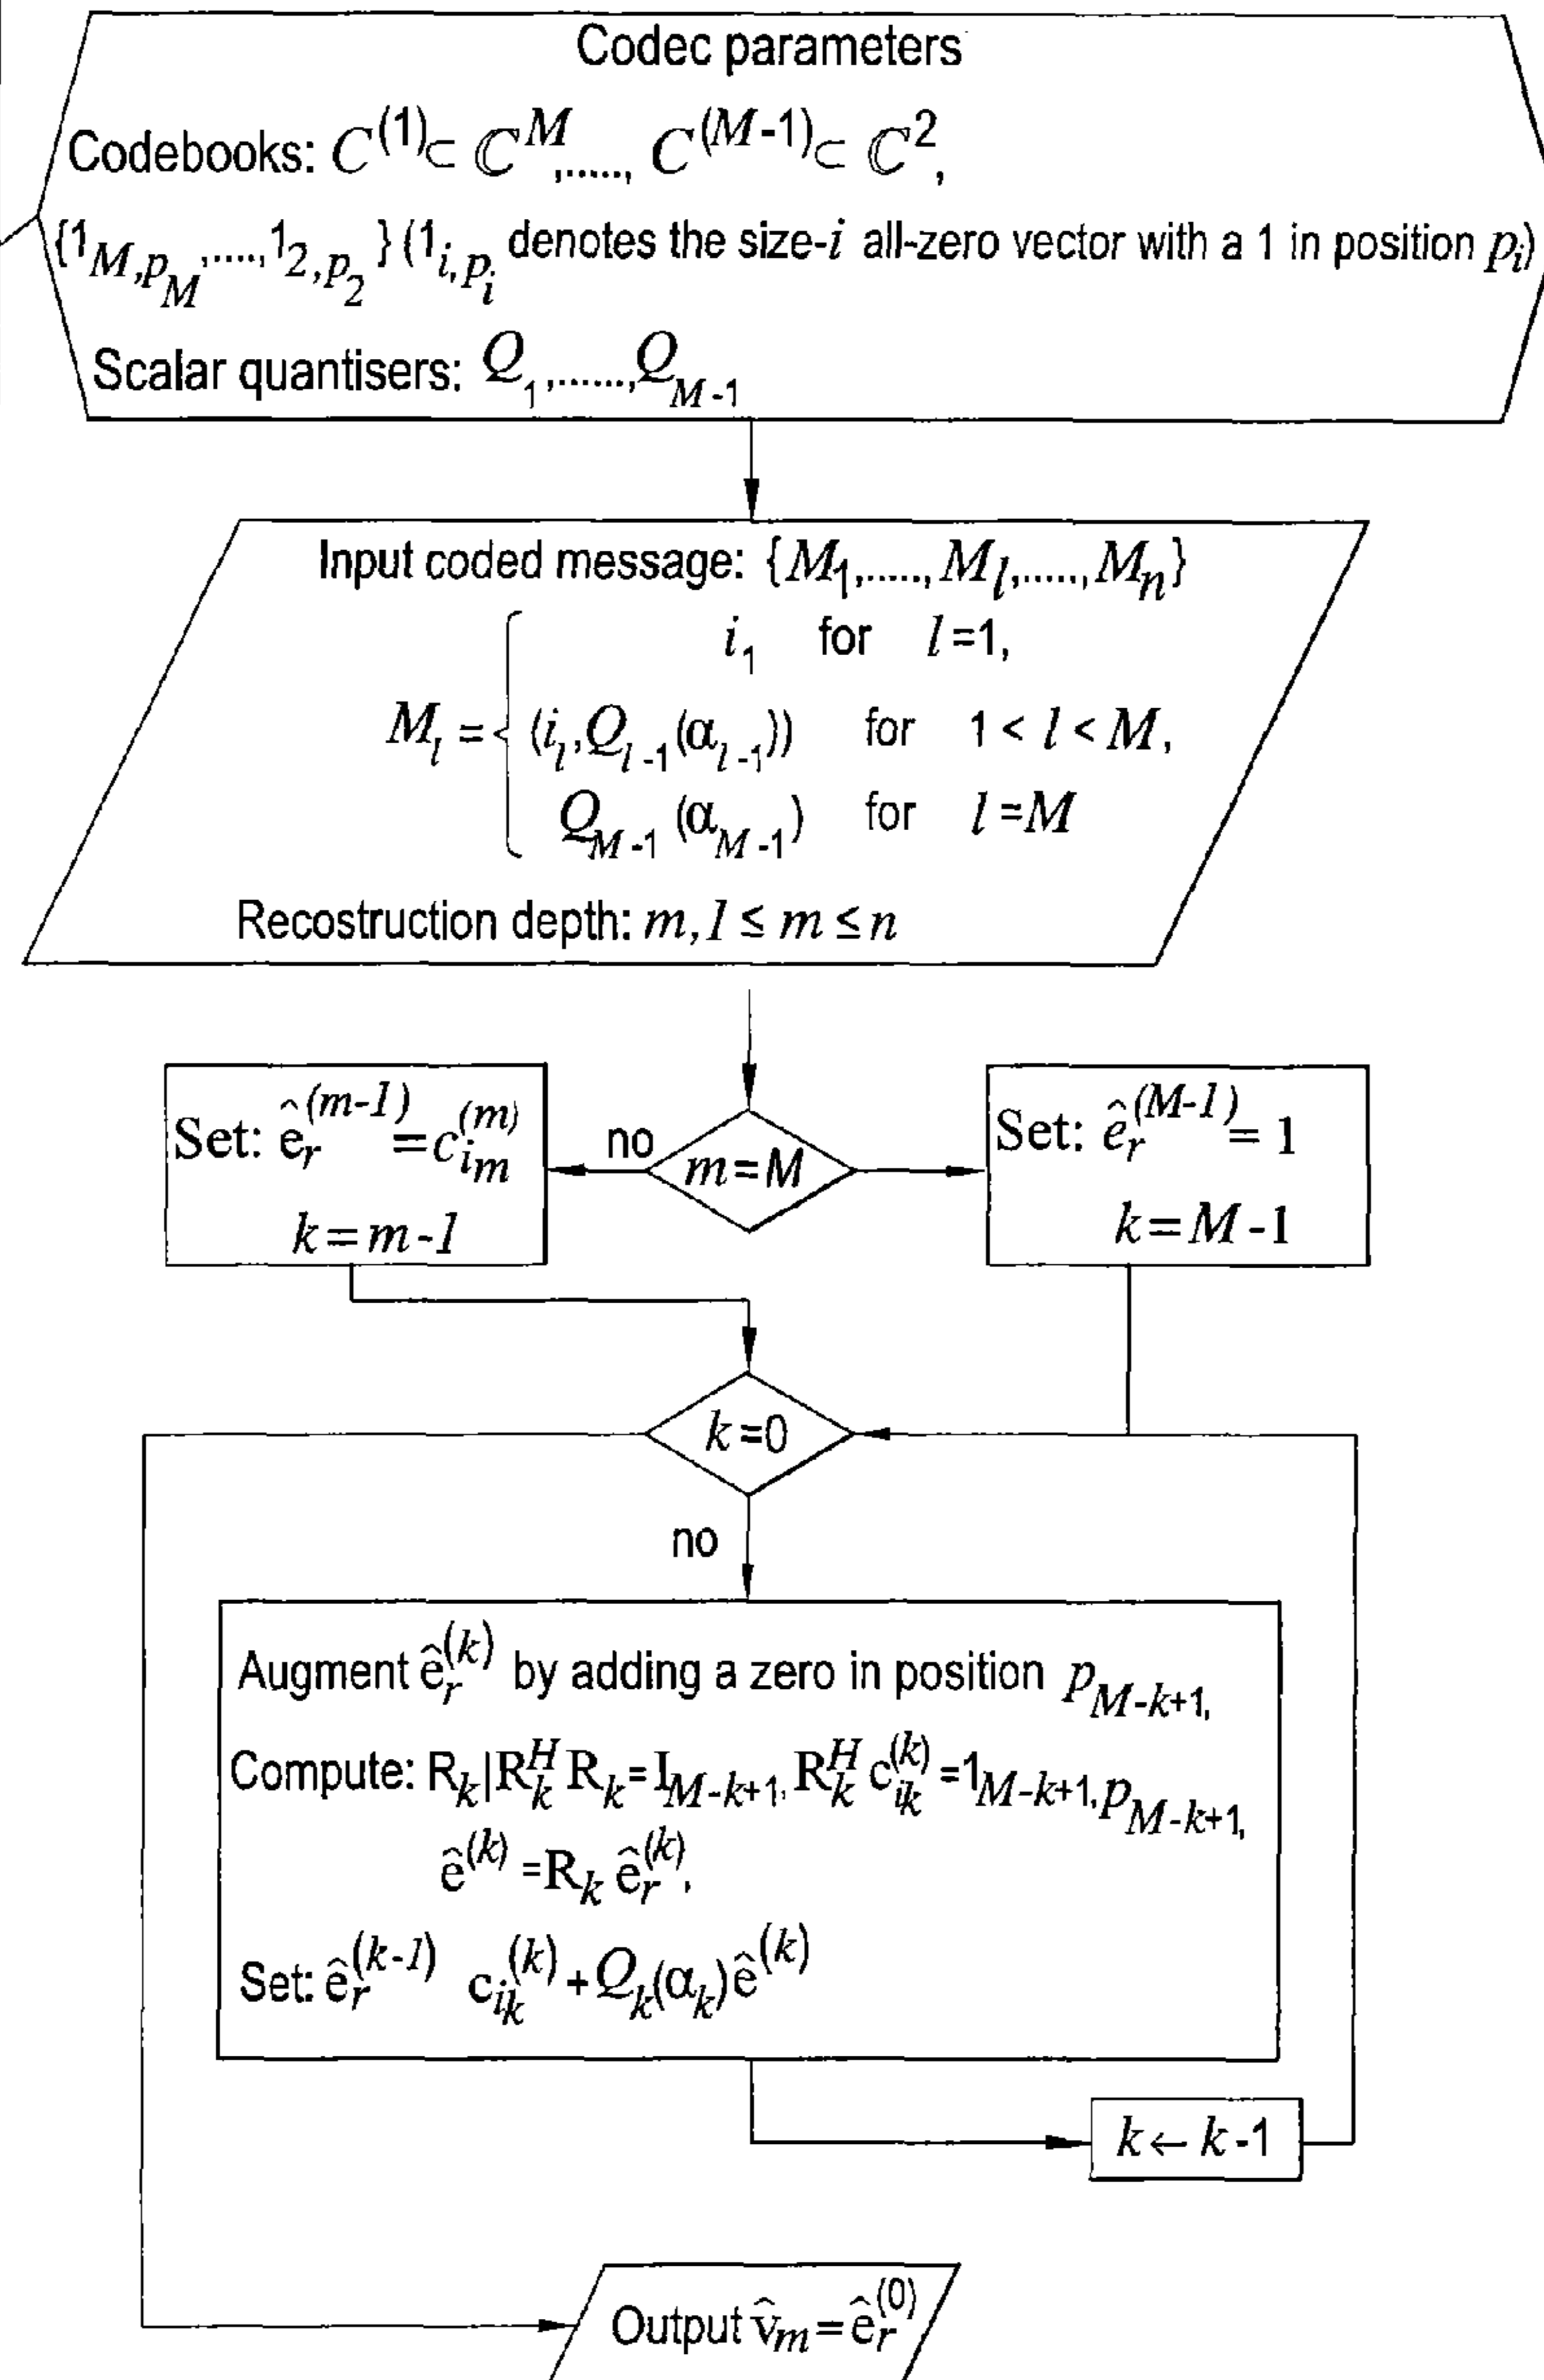 Codec parameters
Codebooks: C^(1) ⊂ ℂ^M ,....., C^(M-1) ⊂ ℂ^2,
{1_M,p_M ,...., 1_2,p_2 } (1_i,p_i denotes the size-i all-zero vector with a 1 in position p_i)
Scalar quantisers: Q_1 ,......, Q_M-1
Input coded message: {M_1,....., M_l,....., M_n}
i_1 for l=1,
M_l = { (i_l, Q_l-1(α_l-1)) for 1 < l < M,
Q_M-1 (α_M-1) for l=M
Recostruction depth: m, 1 ≤ m ≤ n
Set: ê_r^(m-1) = c_i_m^(m)
k=m-1
no
m=M
Set: ê_r^(M-1) = 1
k=M-1
k=0
no
Augment ê_r^(k) by adding a zero in position p_M-k+1,
Compute: R_k|R_k^H R_k=I_M-k+1, R_k^H c_ik^(k) =1_M-k+1,p_M-k+1,
ê^(k) =R_k ê_r^(k),
Set: ê_r^(k-1) c_i_k^(k)+Q_k(α_k)ê^(k)
k← k-1
Output v̂_m=ê_r^(0)